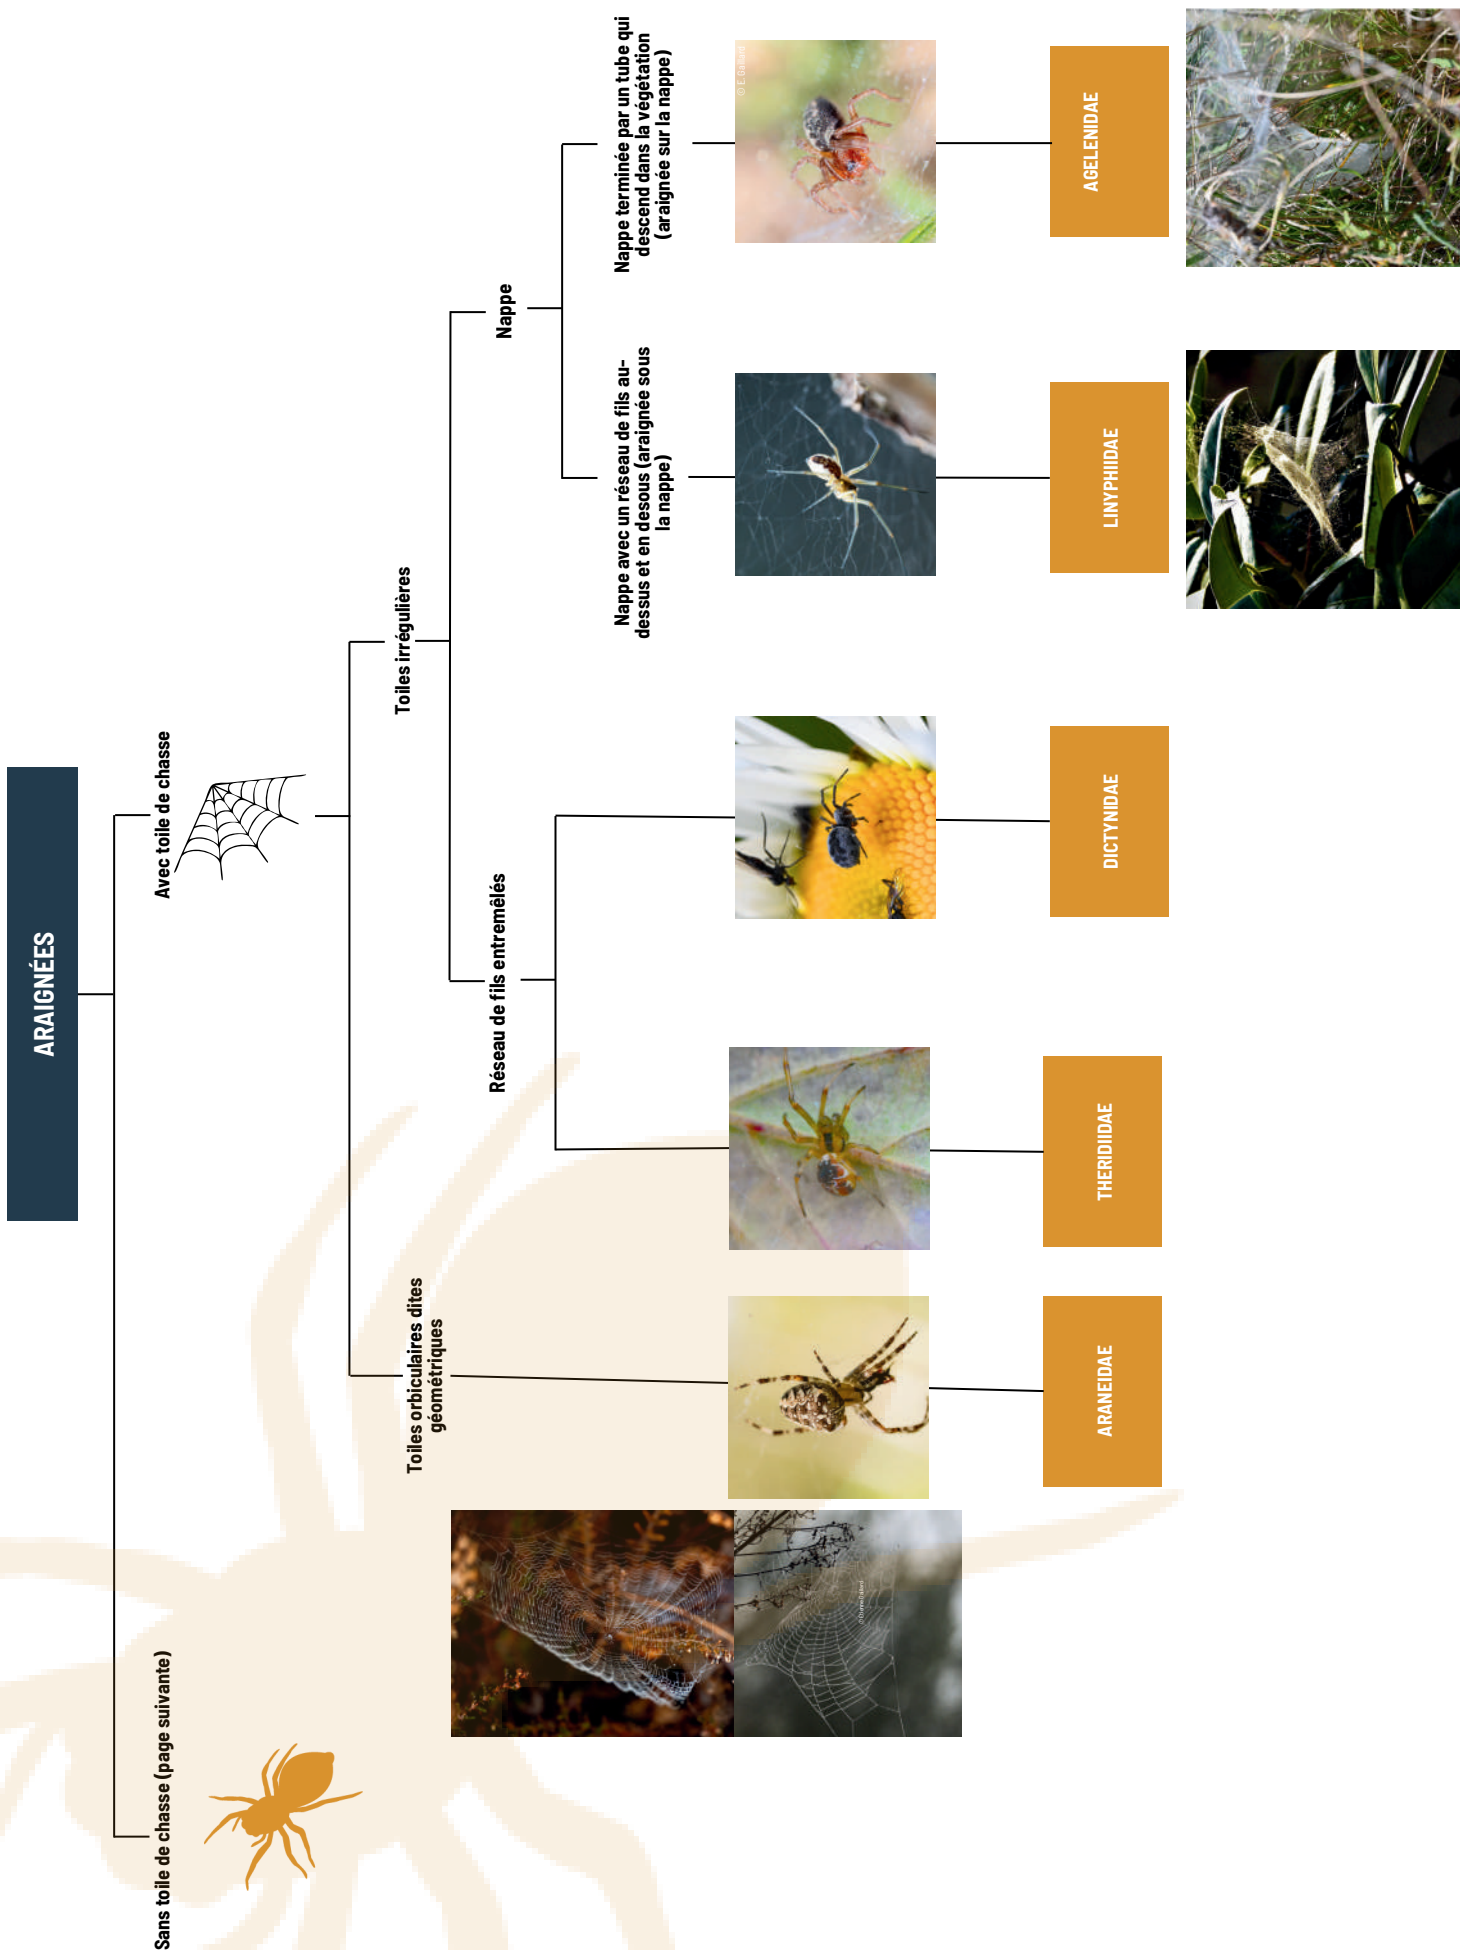 ARAIGNÉES
Sans toile de chasse (page suivante)
Avec toile de chasse
Toiles orbiculaires dites
géométriques
Toiles irrégulières
Réseau de fils entremêlés
Nappe
Nappe avec un réseau de fils au-
dessus et en dessous (araignée sous
la nappe)
Nappe terminée par un tube qui
descend dans la végétation
(araignée sur la nappe)
© E. Gallard
ARANEIDAE
THERIDIIDAE
DICTYNIDAE
LINYPHIIDAE
AGELENIDAE